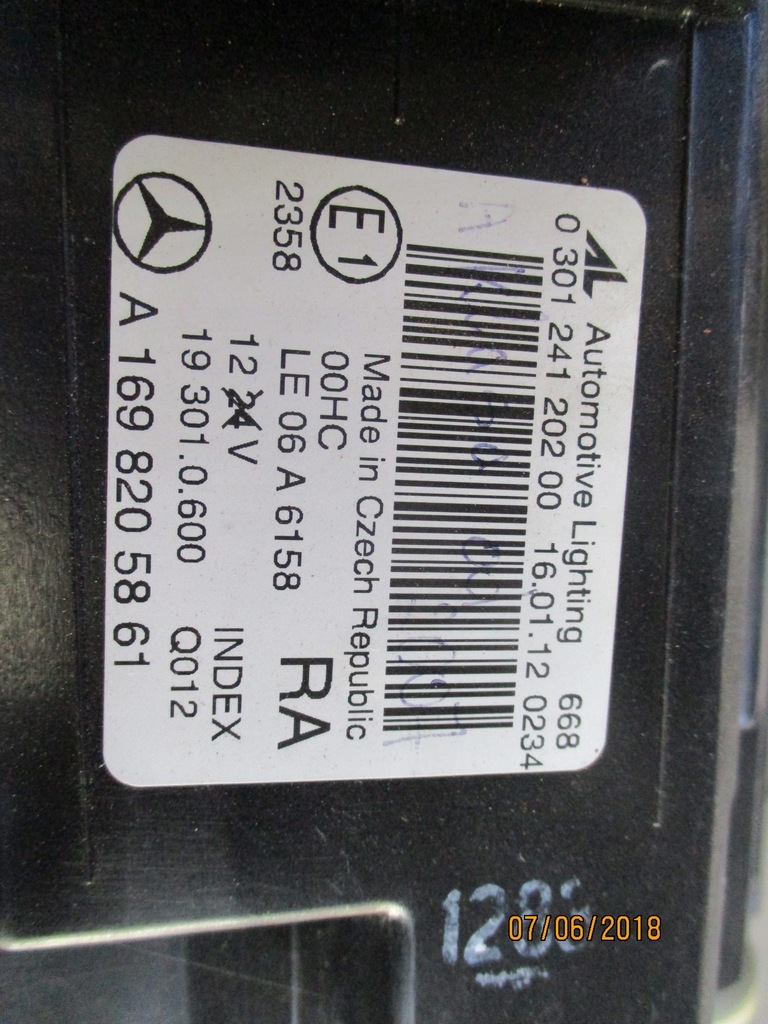 Automotive Lighting 668
0 301 241 202 00 16.01.12 0234
E1
2358
Made in Czech Republic
00HC
LE 06 A 6158 RA
12 24 V INDEX
19 301.0.600 Q012
A 169 820 58 61
07/06/2018